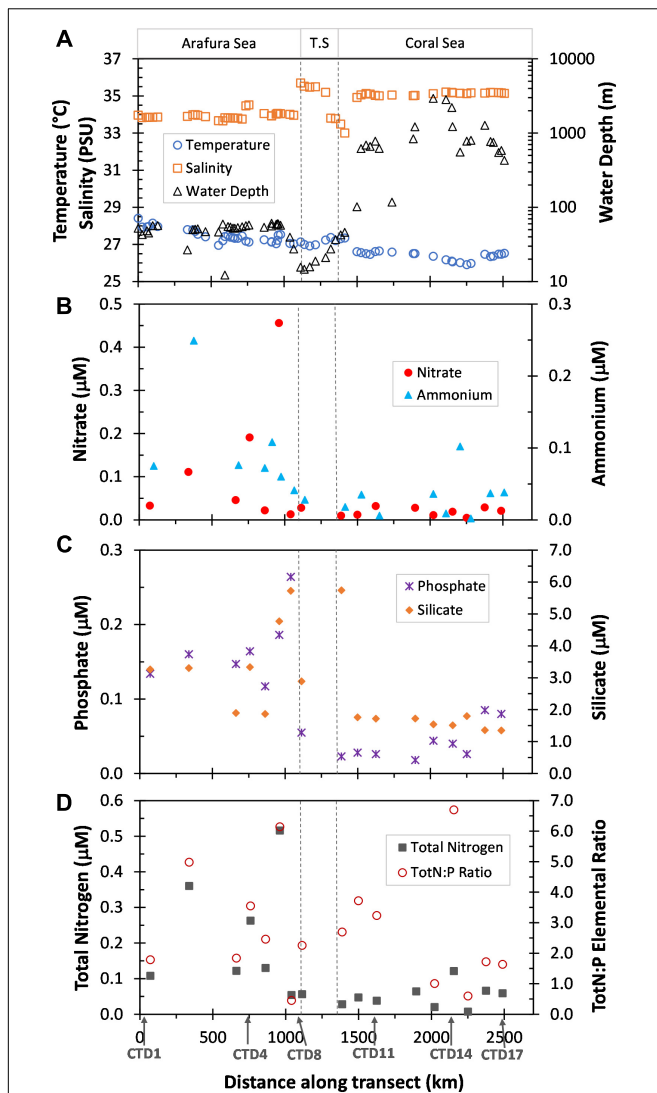 A
Arafura Sea T.S Coral Sea
37
35
33
31
29
27
25
Temperature (°C)
Salinity (PSU)
Temperature
Salinity
Water Depth
10000
1000
100
10
Water Depth (m)
B
0.5
0.4
0.3
0.2
0.1
0.0
Nitrate (µM)
Nitrate
Ammonium
0.3
0.2
0.1
0.0
Ammonium (µM)
C
0.3
0.2
0.1
0.0
Phosphate (µM)
Phosphate
Silicate
7.0
6.0
5.0
4.0
3.0
2.0
1.0
0.0
Silicate (µM)
D
0.6
0.5
0.4
0.3
0.2
0.1
0.0
Total Nitrogen (µM)
Total Nitrogen
TotN:P Ratio
7.0
6.0
5.0
4.0
3.0
2.0
1.0
0.0
TotN:P Elemental Ratio
0 500 1000 1500 2000 2500
CTD1 CTD4 CTD8 CTD11 CTD14 CTD17
Distance along transect (km)